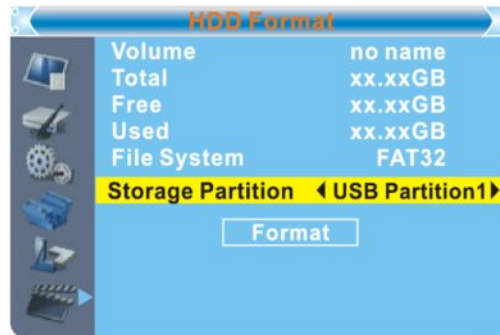 HDD Format
Volume no name
Total xx.xxGB
Free xx.xxGB
Used xx.xxGB
File System FAT32
Storage Partition USB Partition1
Format